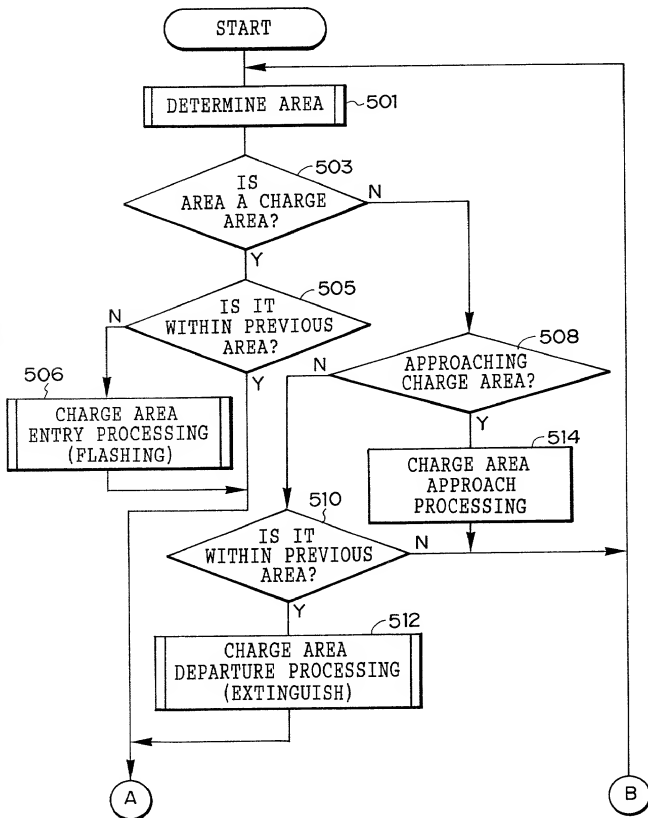 START
DETERMINE AREA
501
503
IS
AREA A CHARGE
AREA?
N
Y
505
IS IT
WITHIN PREVIOUS
AREA?
N
Y
508
APPROACHING
CHARGE AREA?
N
Y
506
CHARGE AREA
ENTRY PROCESSING
(FLASHING)
514
CHARGE AREA
APPROACH
PROCESSING
510
IS IT
WITHIN PREVIOUS
AREA?
N
Y
512
CHARGE AREA
DEPARTURE PROCESSING
(EXTINGUISH)
A
B